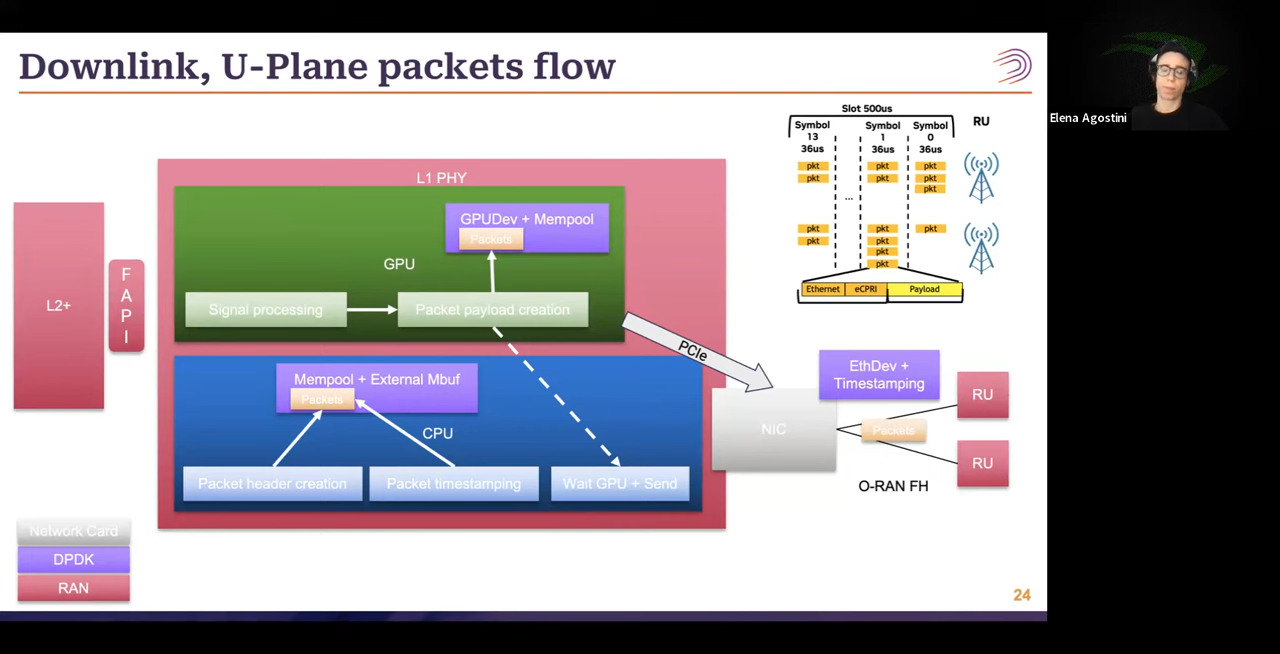 Downlink, U-Plane packets flow
Elena Agostini
Slot 500us
Symbol
13
36us
Symbol
1
36us
Symbol
0
36us
RU
pkt
pkt
pkt
pkt
pkt
pkt
pkt
...
pkt
pkt
pkt
pkt
pkt
pkt
pkt
Ethernet
eCPRI
Payload
L1 PHY
GPUDev + Mempool
Packets
GPU
Signal processing
Packet payload creation
L2+
F
A
P
I
PCIe
Mempool + External Mbuf
Packets
CPU
Packet header creation
Packet timestamping
Wait GPU + Send
NIC
EthDev +
Timestamping
Packets
RU
RU
O-RAN FH
Network Card
DPDK
RAN
24